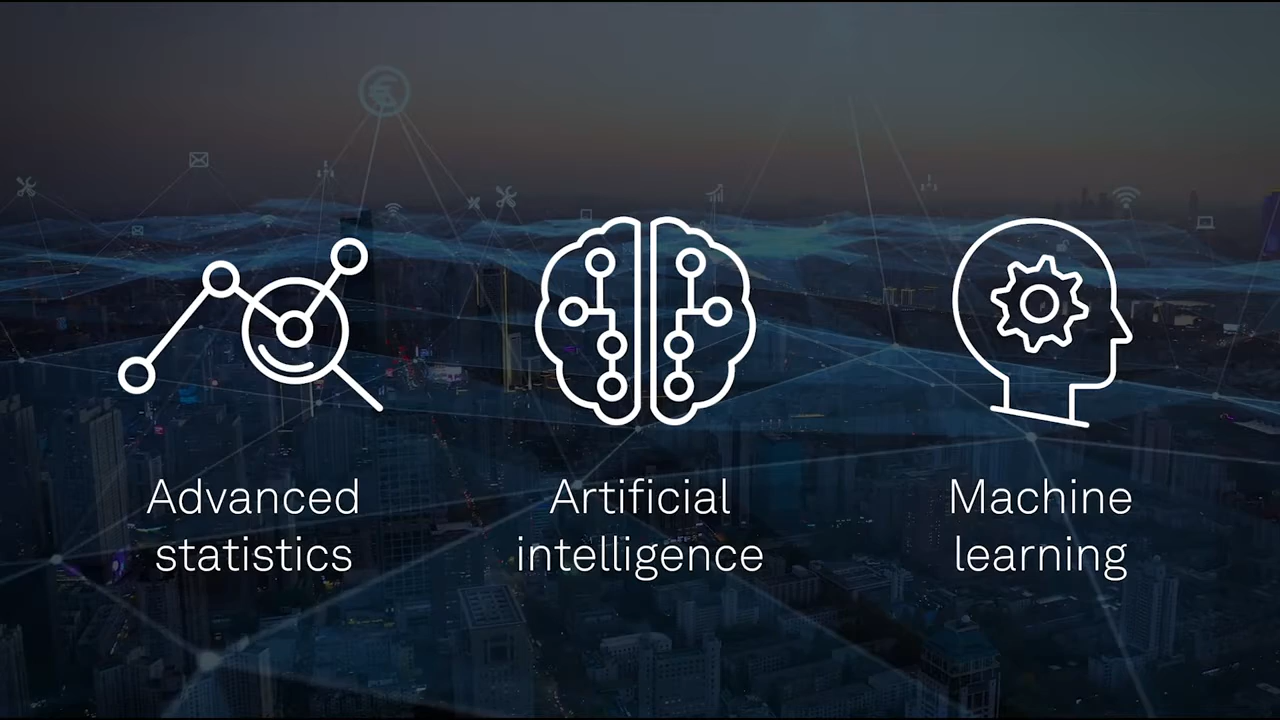 Advanced
statistics
Artificial
intelligence
Machine
learning